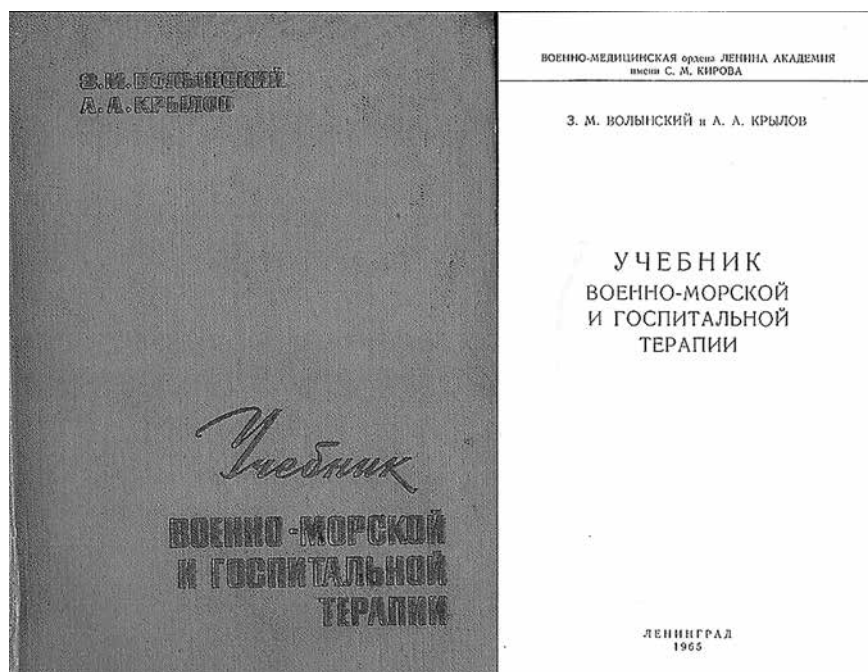 З. М. ВОЛЫНСКИЙ
А. А. КРЫЛОВ
Учебник
ВОЕННО-МОРСКОЙ
И ГОСПИТАЛЬНОЙ
ТЕРАПИИ
ВОЕННО-МЕДИЦИНСКАЯ ордена ЛЕНИНА АКАДЕМИЯ
имени С. М. КИРОВА
З. М. ВОЛЫНСКИЙ и А. А. КРЫЛОВ
УЧЕБНИК
ВОЕННО-МОРСКОЙ
И ГОСПИТАЛЬНОЙ
ТЕРАПИИ
ЛЕНИНГРАД
1965